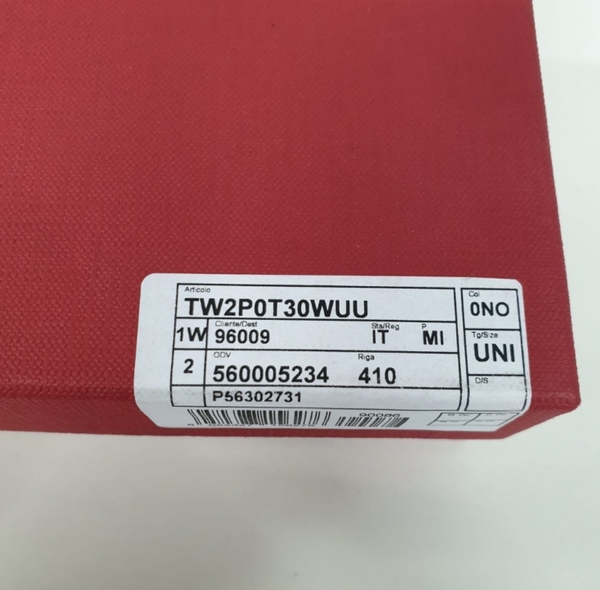 Articolo
TW2P0T30WUU
Col
0NO
1W
Cliente/Dest
96009
Sta/Reg
IT
P
MI
Tg/Size
UNI
2
ODV
560005234
Riga
410
D/S
P56302731